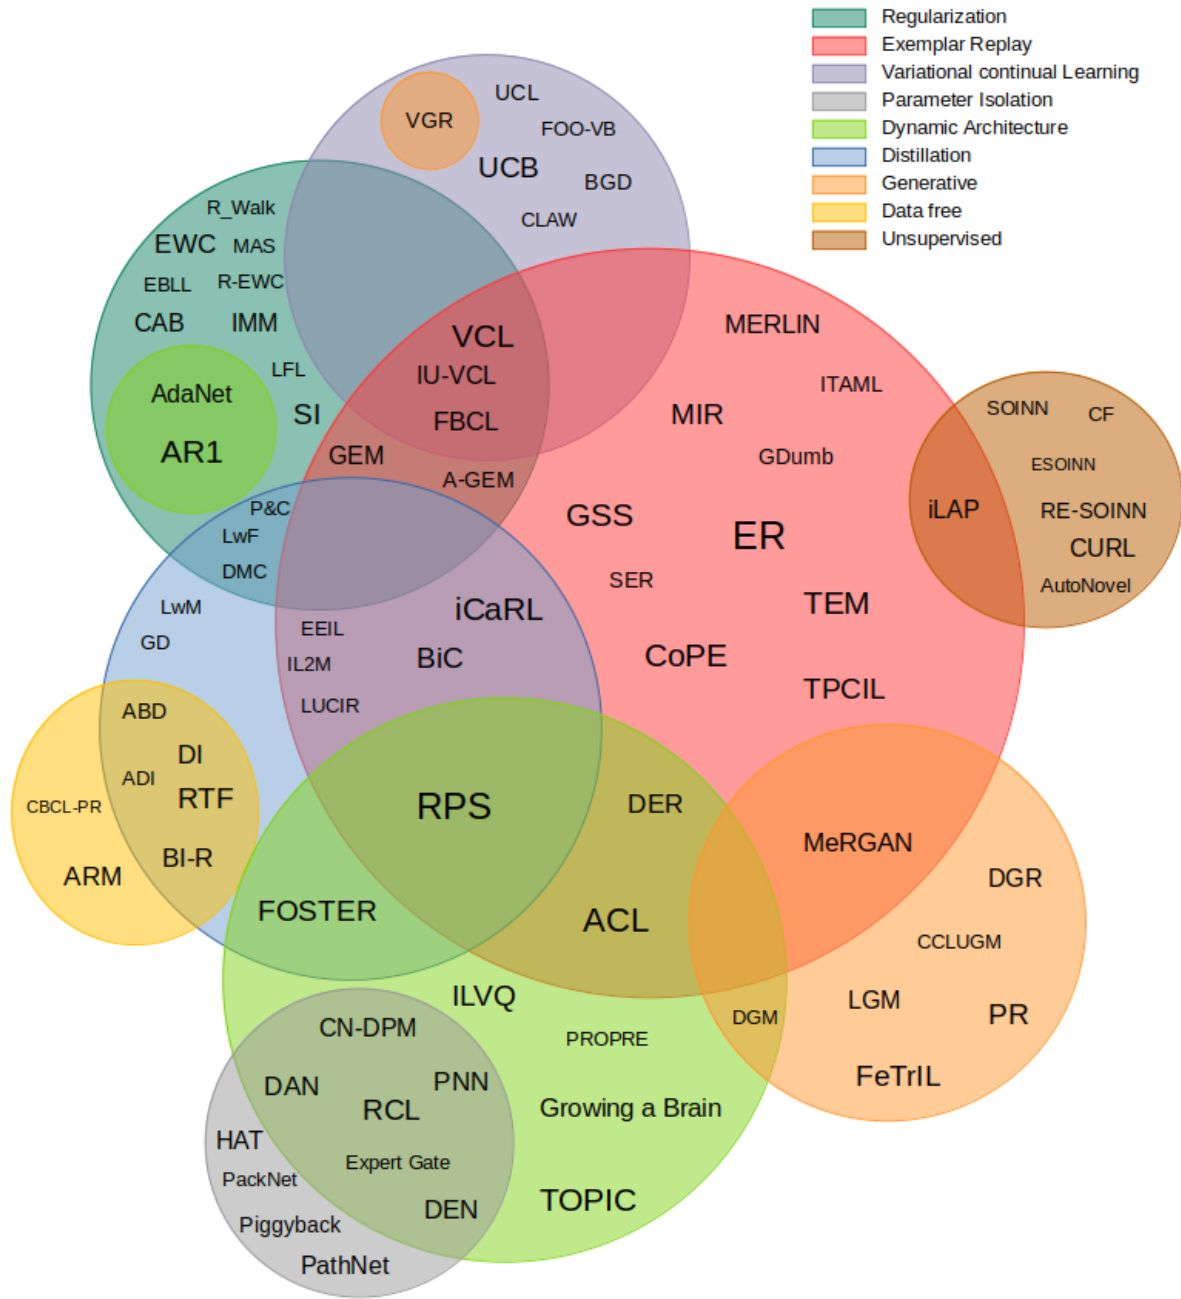 Regularization
Exemplar Replay
Variational continual Learning
Parameter Isolation
Dynamic Architecture
Distillation
Generative
Data free
Unsupervised
UCL
VGR
FOO-VB
UCB
BGD
CLAW
R_Walk
EWC
MAS
EBLL
R-EWC
CAB
IMM
LFL
AdaNet
SI
AR1
VCL
IU-VCL
FBCL
GEM
A-GEM
MERLIN
ITAML
MIR
GDumb
GSS
ER
SER
TEM
CoPE
TPCIL
SOINN
CF
ESOINN
iLAP
RE-SOINN
CURL
AutoNovel
P&C
LwF
DMC
LwM
GD
EEIL
iCaRL
IL2M
BiC
LUCIR
ABD
DI
ADI
RTF
CBCL-PR
BI-R
ARM
RPS
DER
FOSTER
ACL
MeRGAN
DGR
CCLUGM
LGM
PR
DGM
FeTrIL
ILVQ
PROPRE
CN-DPM
DAN
PNN
RCL
Growing a Brain
HAT
Expert Gate
PackNet
DEN
TOPIC
Piggyback
PathNet